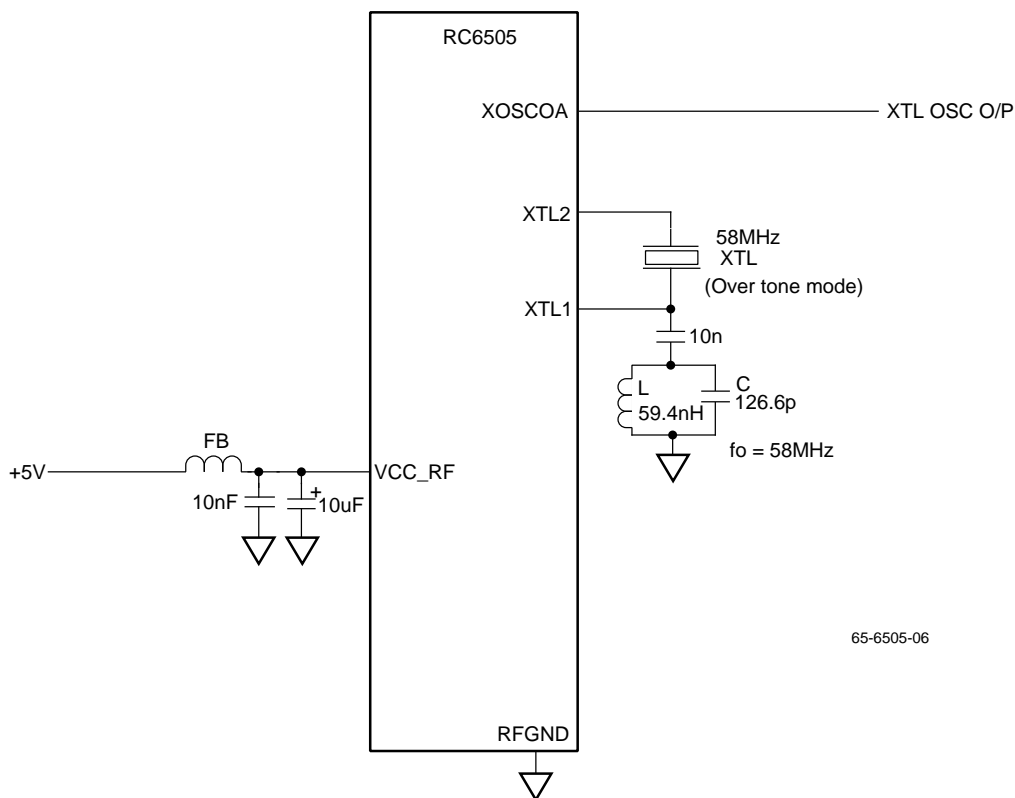 RC6505
XOSCOA
XTL OSC O/P
XTL2
58MHz
XTL
(Over tone mode)
XTL1
10n
L
59.4nH
C
126.6p
fo = 58MHz
FB
+5V
VCC_RF
10nF
+
10uF
65-6505-06
RFGND